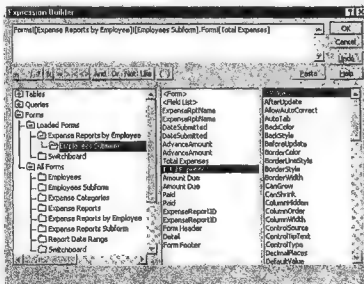 Expression Builder
Forms![Expense Reports by Employee]![Employees Subform].Form![Total Expenses]
OK
Cancel
Undo
And Or Not Like ( ) Paste Help
Tables
Queries
Forms
Loaded Forms
Expense Reports by Employee
Employees Subform
Switchboard
All Forms
Employees
Employees Subform
Expense Categories
Expense Reports
Expense Reports by Employee
Expense Reports Subform
Report Date Range
Switchboard
<Form>
<Field List>
ExpenseRptName
ExpenseRptName
DateSubmitted
DateSubmitted
AdvanceAmount
AdvanceAmount
Total Expenses
Amount Due
Amount Due
Paid
Paid
ExpenseReportID
ExpenseReportID
Form Header
Detail
Form Footer
AfterUpdate
AllowAutoCorrect
AutoTab
BackColor
BackStyle
BeforeUpdate
BorderColor
BorderLineStyle
BorderStyle
BorderWidth
CanGrow
CanShrink
ColumnHidden
ColumnOrder
ColumnWidth
ControlSource
ControlTipText
ControlType
DecimalPlaces
DefaultValue